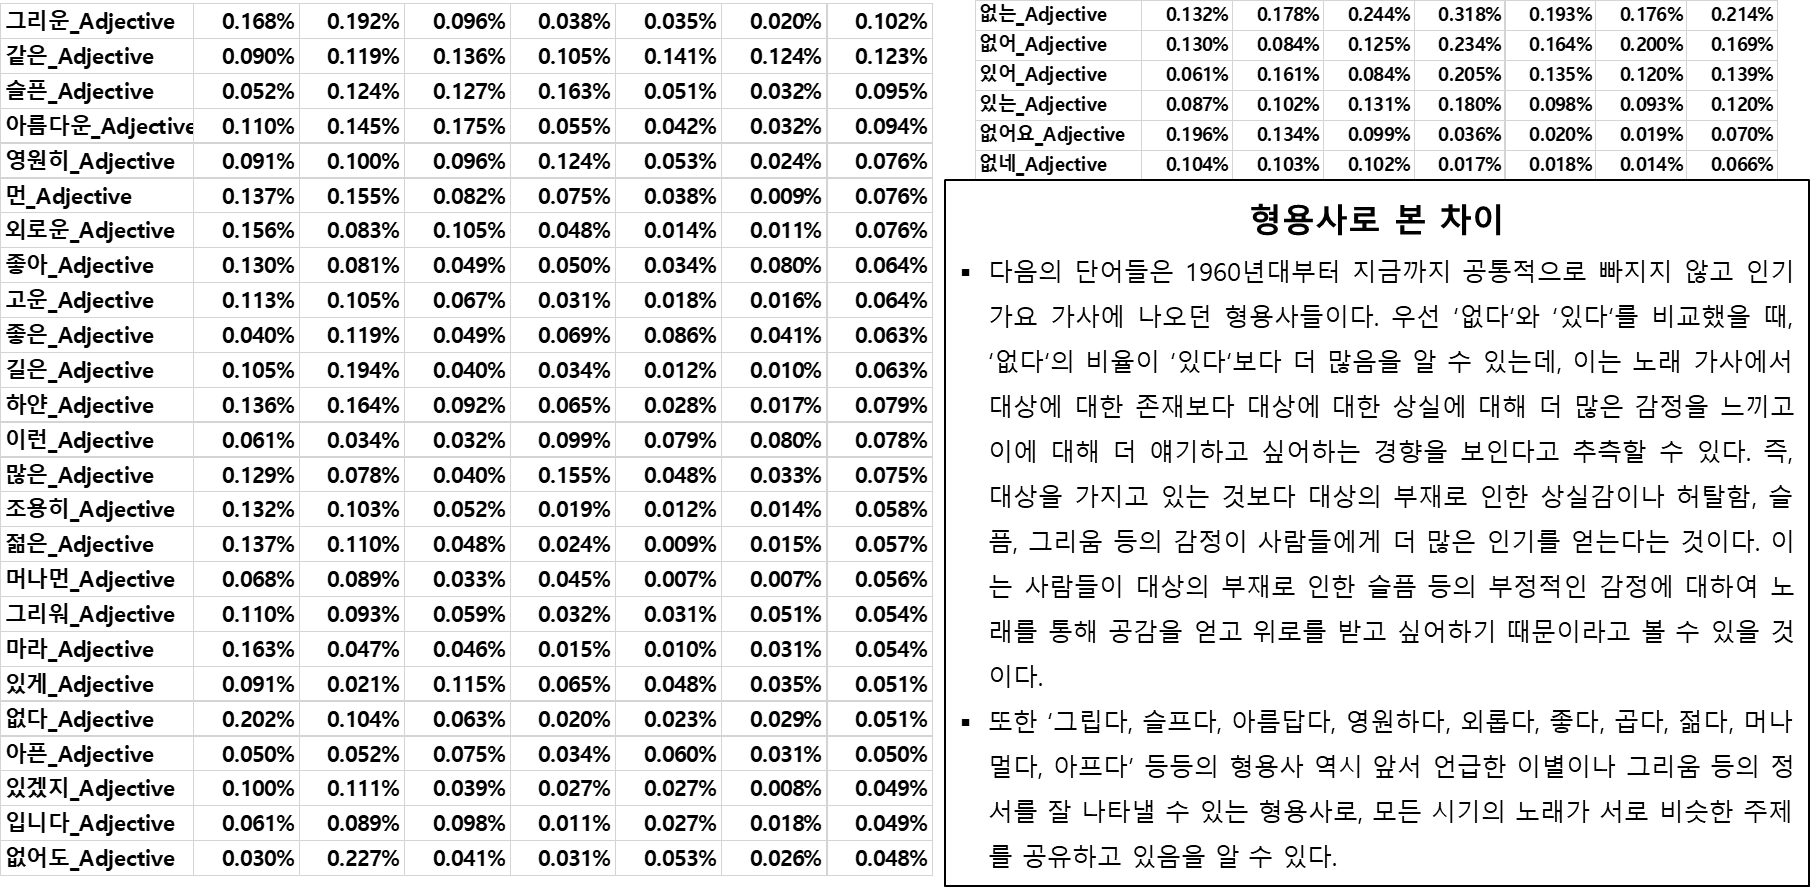 그리운_Adjective 0.168% 0.192% 0.096% 0.038% 0.035% 0.020% 0.102%
같은_Adjective 0.090% 0.119% 0.136% 0.105% 0.141% 0.124% 0.123%
슬픈_Adjective 0.052% 0.124% 0.127% 0.163% 0.051% 0.032% 0.095%
아름다운_Adjective 0.110% 0.145% 0.175% 0.055% 0.042% 0.032% 0.094%
영원히_Adjective 0.091% 0.100% 0.096% 0.124% 0.053% 0.024% 0.076%
먼_Adjective 0.137% 0.155% 0.082% 0.075% 0.038% 0.009% 0.076%
외로운_Adjective 0.156% 0.083% 0.105% 0.048% 0.014% 0.011% 0.076%
좋아_Adjective 0.130% 0.081% 0.049% 0.050% 0.034% 0.080% 0.064%
고운_Adjective 0.113% 0.105% 0.067% 0.031% 0.018% 0.016% 0.064%
좋은_Adjective 0.040% 0.119% 0.049% 0.069% 0.086% 0.041% 0.063%
길은_Adjective 0.105% 0.194% 0.040% 0.034% 0.012% 0.010% 0.063%
하얀_Adjective 0.136% 0.164% 0.092% 0.065% 0.028% 0.017% 0.079%
이런_Adjective 0.061% 0.034% 0.032% 0.099% 0.079% 0.080% 0.078%
많은_Adjective 0.129% 0.078% 0.040% 0.155% 0.048% 0.033% 0.075%
조용히_Adjective 0.132% 0.103% 0.052% 0.019% 0.012% 0.014% 0.058%
젊은_Adjective 0.137% 0.110% 0.048% 0.024% 0.009% 0.015% 0.057%
머나먼_Adjective 0.068% 0.089% 0.033% 0.045% 0.007% 0.007% 0.056%
그리워_Adjective 0.110% 0.093% 0.059% 0.032% 0.031% 0.051% 0.054%
마라_Adjective 0.163% 0.047% 0.046% 0.015% 0.010% 0.031% 0.054%
있게_Adjective 0.091% 0.021% 0.115% 0.065% 0.048% 0.035% 0.051%
없다_Adjective 0.202% 0.104% 0.063% 0.020% 0.023% 0.029% 0.051%
아픈_Adjective 0.050% 0.052% 0.075% 0.034% 0.060% 0.031% 0.050%
있겠지_Adjective 0.100% 0.111% 0.039% 0.027% 0.027% 0.008% 0.049%
입니다_Adjective 0.061% 0.089% 0.098% 0.011% 0.027% 0.018% 0.049%
없어도_Adjective 0.030% 0.227% 0.041% 0.031% 0.053% 0.026% 0.048%
없는_Adjective 0.132% 0.178% 0.244% 0.318% 0.193% 0.176% 0.214%
없어_Adjective 0.130% 0.084% 0.125% 0.234% 0.164% 0.200% 0.169%
있어_Adjective 0.061% 0.161% 0.084% 0.205% 0.135% 0.120% 0.139%
있는_Adjective 0.087% 0.102% 0.131% 0.180% 0.098% 0.093% 0.120%
없어요_Adjective 0.196% 0.134% 0.099% 0.036% 0.020% 0.019% 0.070%
없네_Adjective 0.104% 0.103% 0.102% 0.017% 0.018% 0.014% 0.066%
형용사로 본 차이
▪ 다음의 단어들은 1960년대부터 지금까지 공통적으로 빠지지 않고 인기
가요 가사에 나오던 형용사들이다. 우선 ‘없다‘와 ‘있다‘를 비교했을 때,
‘없다‘의 비율이 ‘있다‘보다 더 많음을 알 수 있는데, 이는 노래 가사에서
대상에 대한 존재보다 대상에 대한 상실에 대해 더 많은 감정을 느끼고
이에 대해 더 얘기하고 싶어하는 경향을 보인다고 추측할 수 있다. 즉,
대상을 가지고 있는 것보다 대상의 부재로 인한 상실감이나 허탈함, 슬
픔, 그리움 등의 감정이 사람들에게 더 많은 인기를 얻는다는 것이다. 이
는 사람들이 대상의 부재로 인한 슬픔 등의 부정적인 감정에 대하여 노
래를 통해 공감을 얻고 위로를 받고 싶어하기 때문이라고 볼 수 있을 것
이다.
▪ 또한 ‘그립다, 슬프다, 아름답다, 영원하다, 외롭다, 좋다, 곱다, 젊다, 머나
멀다, 아프다’ 등등의 형용사 역시 앞서 언급한 이별이나 그리움 등의 정
서를 잘 나타낼 수 있는 형용사로, 모든 시기의 노래가 서로 비슷한 주제
를 공유하고 있음을 알 수 있다.